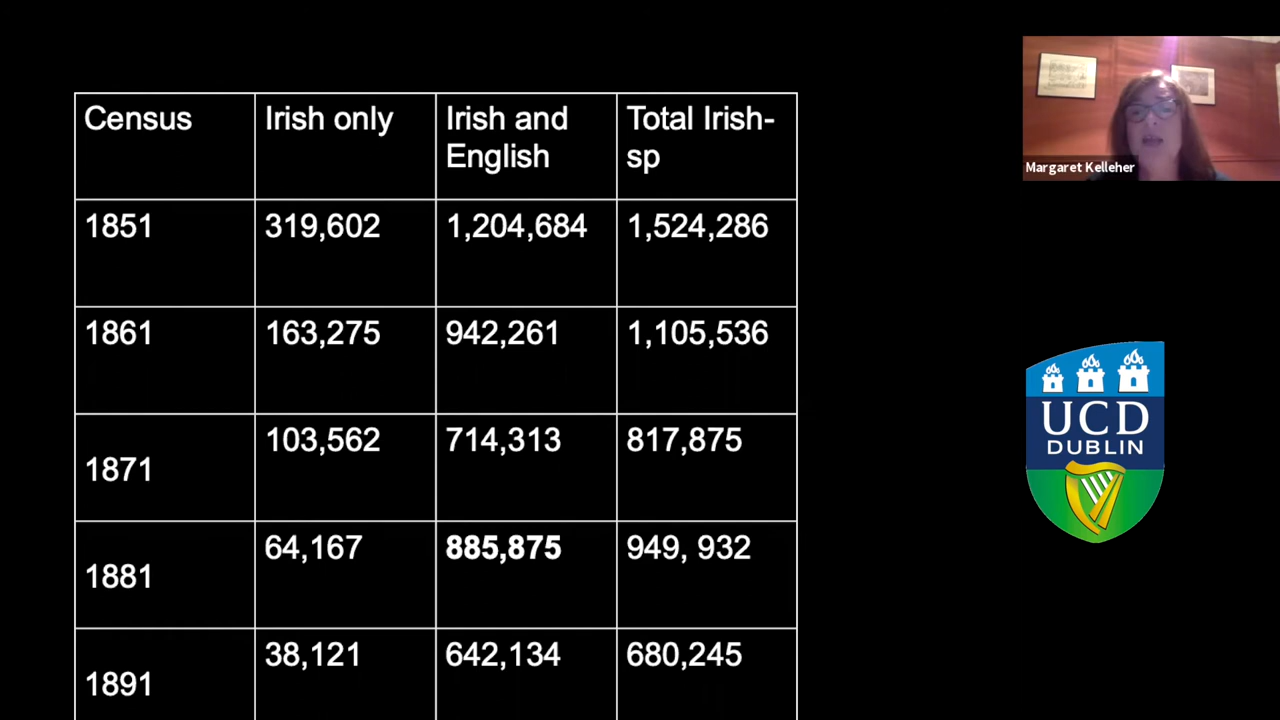 Census Irish only Irish and English Total Irish-sp
1851 319,602 1,204,684 1,524,286
1861 163,275 942,261 1,105,536
1871 103,562 714,313 817,875
1881 64,167 885,875 949, 932
1891 38,121 642,134 680,245
Margaret Kelleher
UCD
DUBLIN